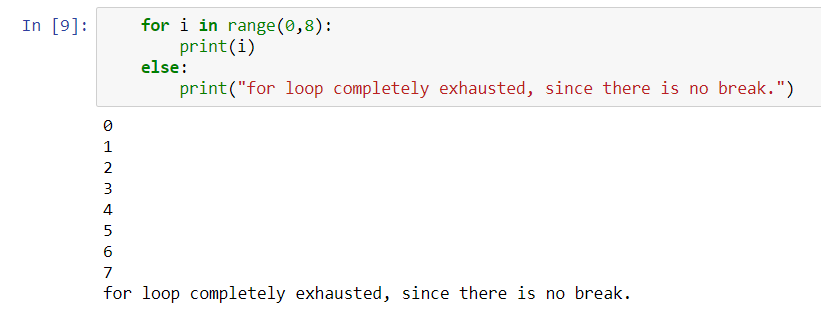 In [9]: for i in range(0,8):
print(i)
else:
print("for loop completely exhausted, since there is no break.")
0
1
2
3
4
5
6
7
for loop completely exhausted, since there is no break.